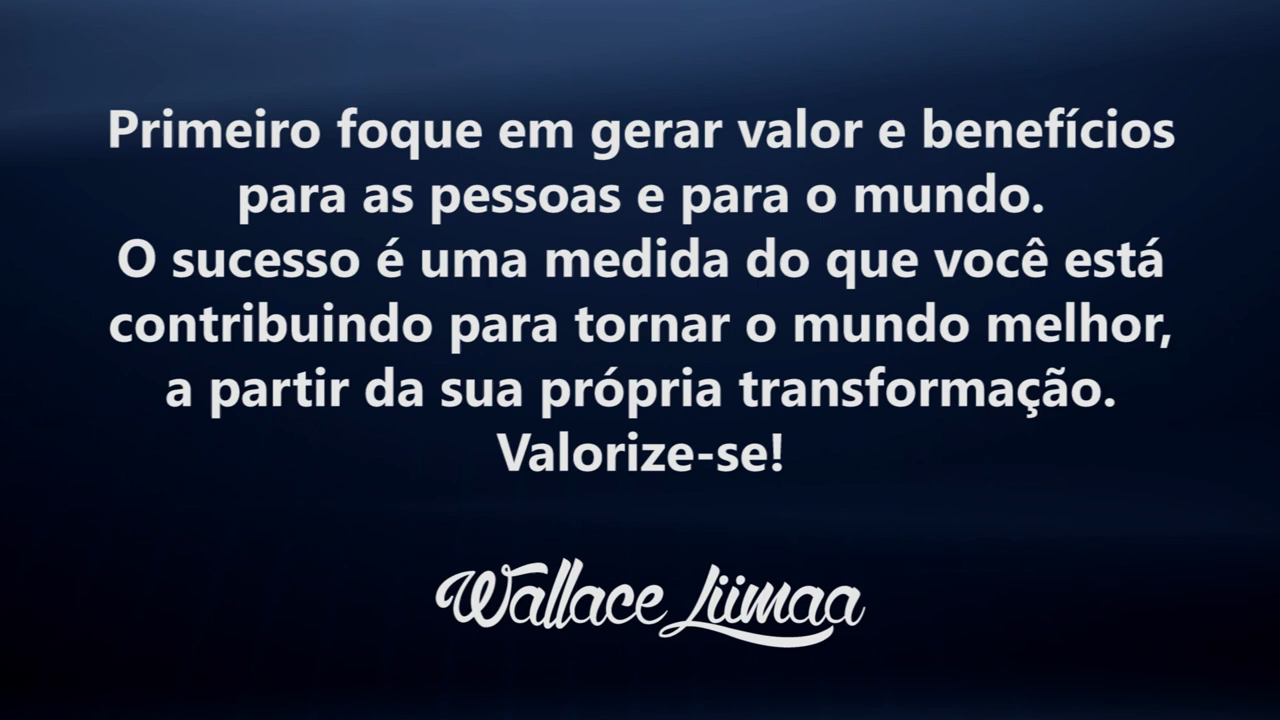 Primeiro foque em gerar valor e benefícios
para as pessoas e para o mundo.
O sucesso é uma medida do que você está
contribuindo para tornar o mundo melhor,
a partir da sua própria transformação.
Valorize-se!
Wallace Liimaa